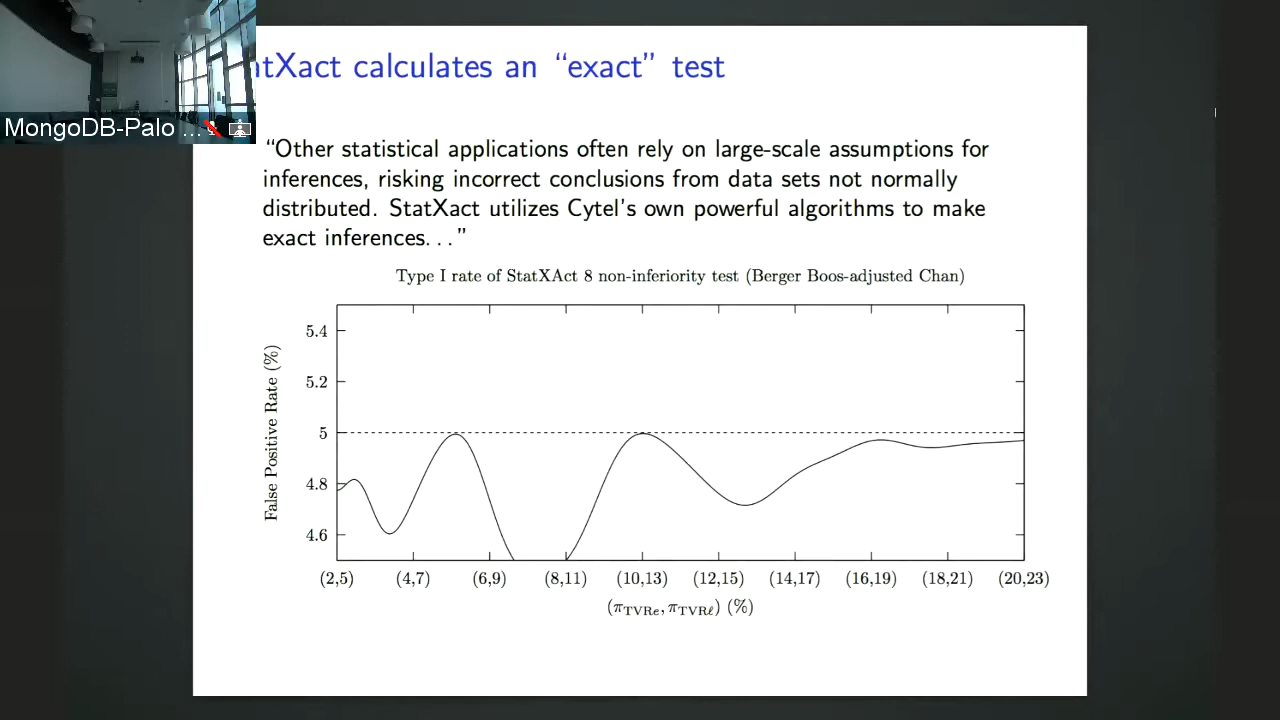 atXact calculates an “exact” test
MongoDB-Palo ...
“Other statistical applications often rely on large-scale assumptions for
inferences, risking incorrect conclusions from data sets not normally
distributed. StatXact utilizes Cytel’s own powerful algorithms to make
exact inferences. . . ”
Type I rate of StatXAct 8 non-inferiority test (Berger Boos-adjusted Chan)
False Positive Rate (%)
5.4
5.2
5
4.8
4.6
(2,5) (4,7) (6,9) (8,11) (10,13) (12,15) (14,17) (16,19) (18,21) (20,23)
(πTVRe, πTVRℓ) (%)